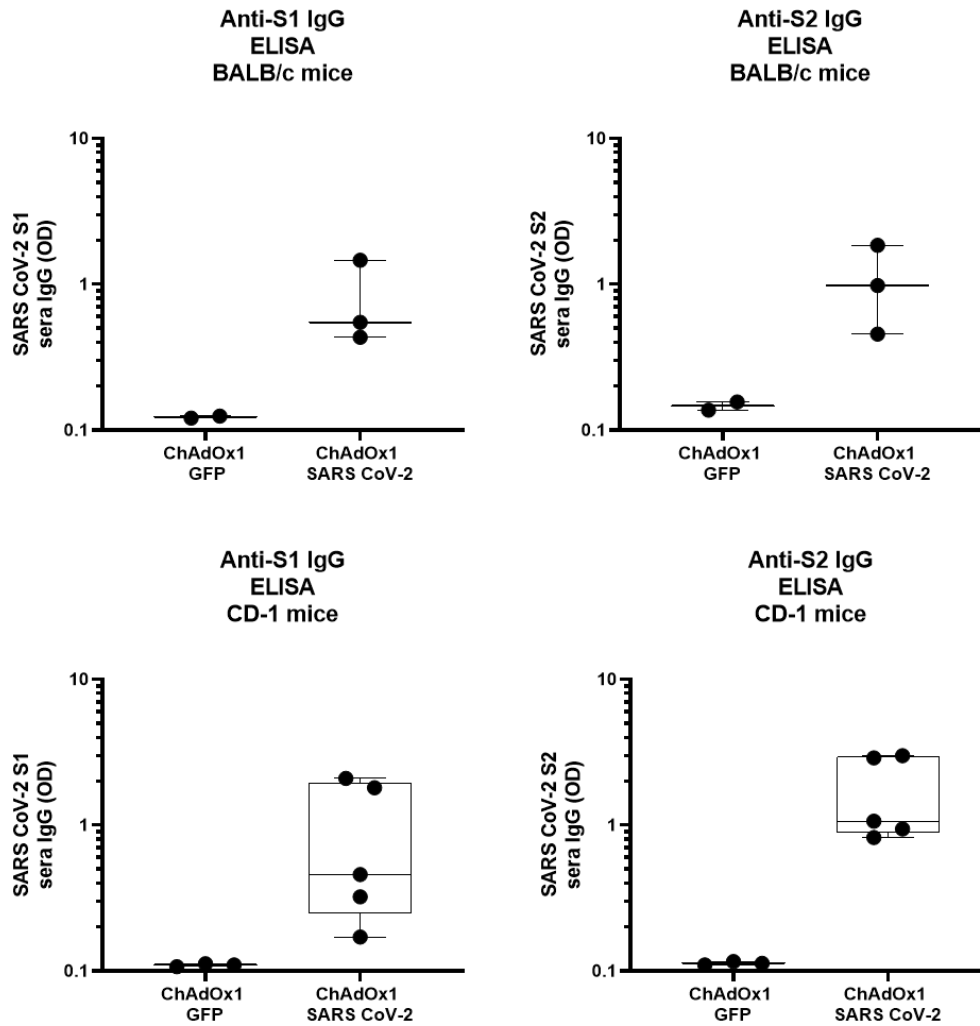 Anti-S1 IgG
ELISA
BALB/c mice
SARS CoV-2 S1
sera IgG (OD)
10
1
0.1
ChAdOx1
GFP
ChAdOx1
SARS CoV-2
Anti-S2 IgG
ELISA
BALB/c mice
SARS CoV-2 S2
sera IgG (OD)
10
1
0.1
ChAdOx1
GFP
ChAdOx1
SARS CoV-2
Anti-S1 IgG
ELISA
CD-1 mice
SARS CoV-2 S1
sera IgG (OD)
10
1
0.1
ChAdOx1
GFP
ChAdOx1
SARS CoV-2
Anti-S2 IgG
ELISA
CD-1 mice
SARS CoV-2 S2
sera IgG (OD)
10
1
0.1
ChAdOx1
GFP
ChAdOx1
SARS CoV-2